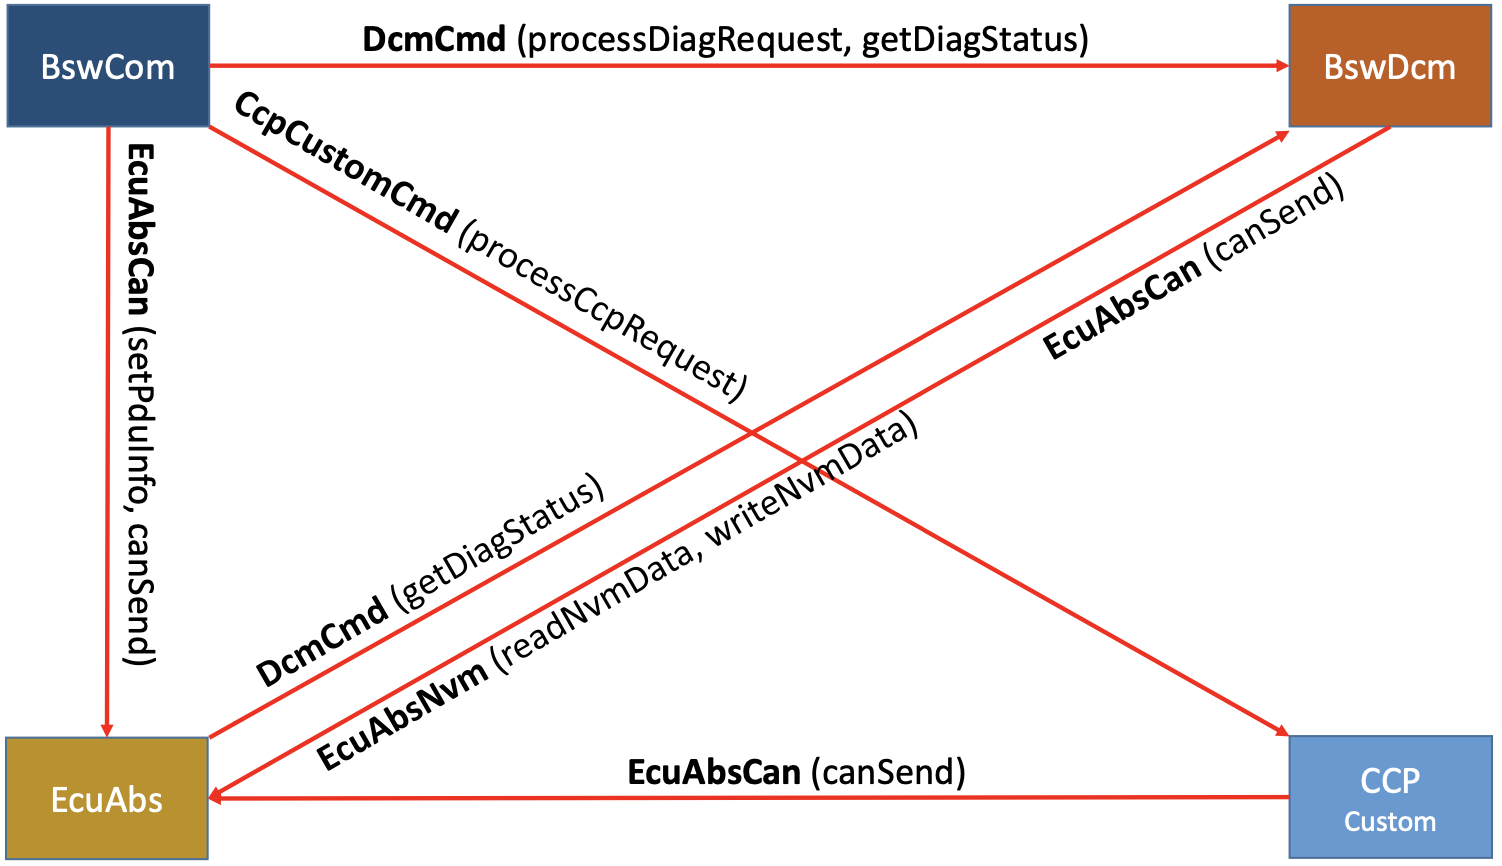 BswCom
DcmCmd (processDiagRequest, getDiagStatus)
BswDcm
CcpCustomCmd (processCcpRequest)
EcuAbsCan (setPduInfo, canSend)
EcuAbsCan (canSend)
DcmCmd (getDiagStatus)
EcuAbsNvm (readNvmData, writeNvmData)
EcuAbs
EcuAbsCan (canSend)
CCP
Custom